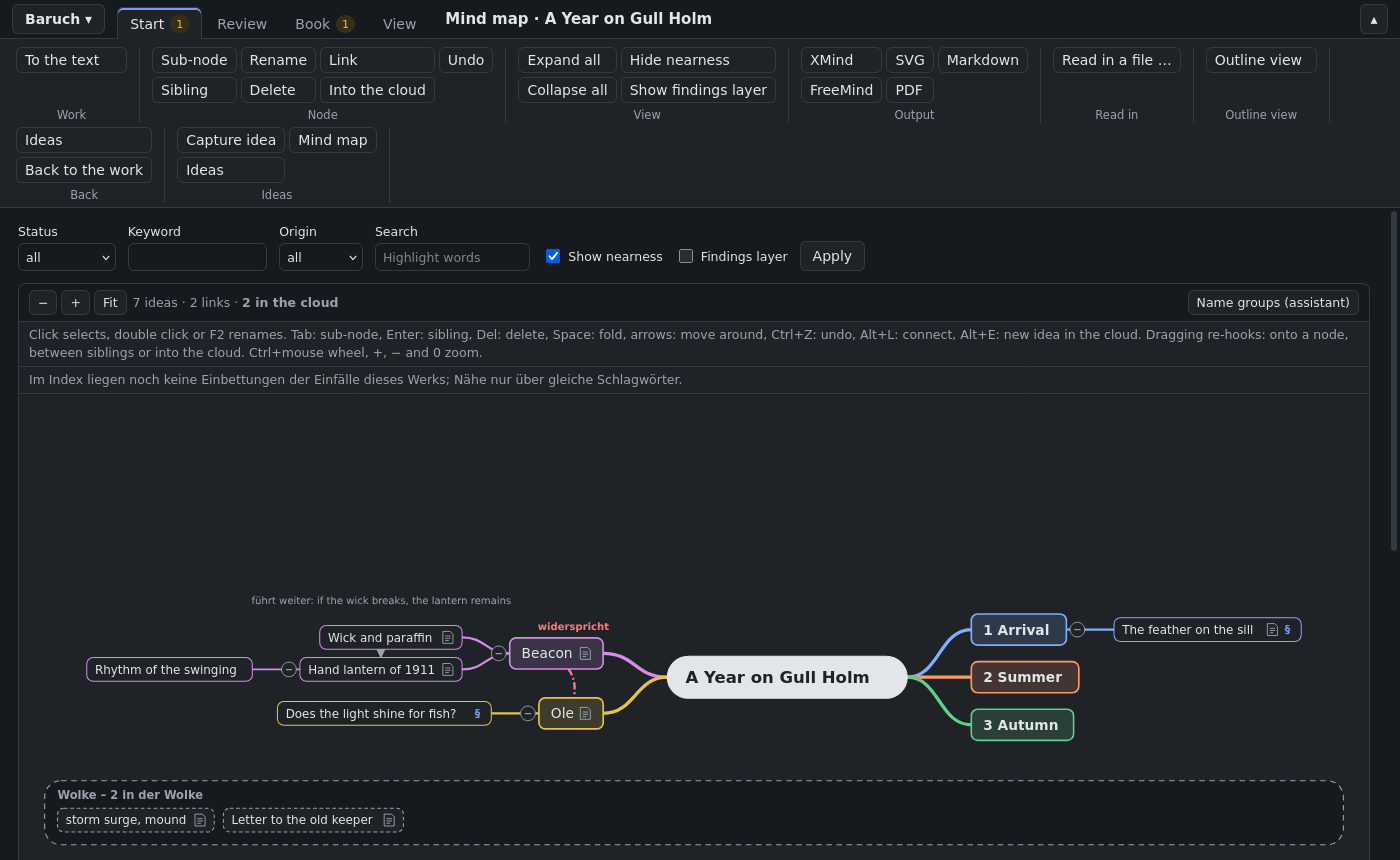 Baruch ▾
Start 1
Review
Book 1
View
Mind map · A Year on Gull Holm
▴
To the text
Work
Sub-node Rename Link Undo
Sibling Delete Into the cloud
Node
Expand all Hide nearness
Collapse all Show findings layer
View
XMind SVG Markdown
FreeMind PDF
Output
Read in a file …
Read in
Outline view
Outline view
Ideas
Back to the work
Back
Capture idea Mind map
Ideas
Ideas
Status Keyword Origin Search
all all Highlight words Show nearness Findings layer Apply
− + Fit 7 ideas · 2 links · 2 in the cloud Name groups (assistant)
Click selects, double click or F2 renames. Tab: sub-node, Enter: sibling, Del: delete, Space: fold, arrows: move around, Ctrl+Z: undo, Alt+L: connect, Alt+E: new idea in the cloud. Dragging re-hooks: onto a node,
between siblings or into the cloud. Ctrl+mouse wheel, +, − and 0 zoom.
Im Index liegen noch keine Einbettungen der Einfälle dieses Werks; Nähe nur über gleiche Schlagwörter.
führt weiter: if the wick breaks, the lantern remains
widerspricht
Wick and paraffin
Beacon
Rhythm of the swinging
Hand lantern of 1911
Does the light shine for fish? §
Ole
A Year on Gull Holm
1 Arrival
The feather on the sill §
2 Summer
3 Autumn
Wolke – 2 in der Wolke
storm surge, mound
Letter to the old keeper